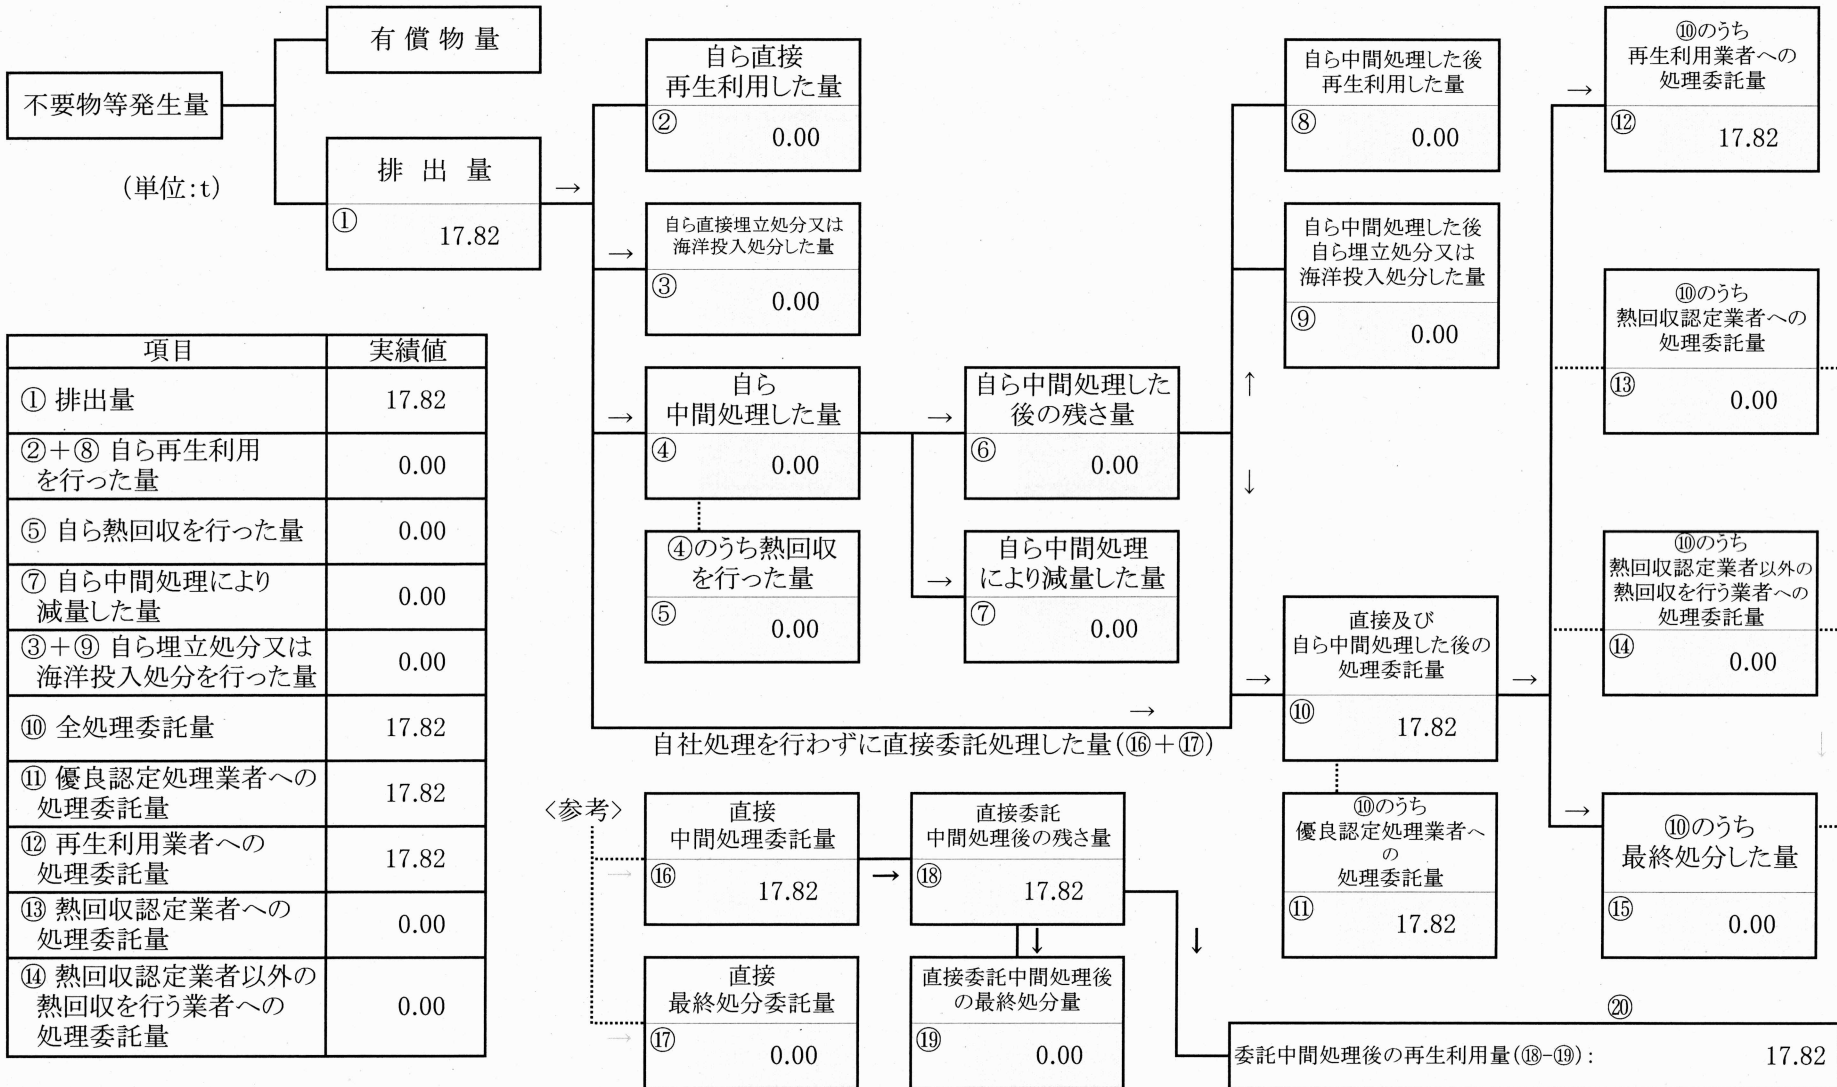 不要物等発生量
(単位:t)
有償物量
排出量
①
17.82
→
自ら直接
再生利用した量
②
0.00
→
自ら直接埋立処分又は
海洋投入処分した量
③
0.00
→
自ら
中間処理した量
④
0.00
④のうち熱回収
を行った量
⑤
0.00
→
自ら中間処理した
後の残さ量
⑥
0.00
→
自ら中間処理
により減量した量
⑦
0.00
自ら中間処理した後
再生利用した量
⑧
0.00
自ら中間処理した後
自ら埋立処分又は
海洋投入処分した量
⑨
0.00
↑
↓
→
自社処理を行わずに直接委託処理した量(⑯+⑰)
→
直接及び
自ら中間処理した後の
処理委託量
⑩
17.82
⑩のうち
優良認定処理業者へ
の
処理委託量
⑪
17.82
→
→
⑩のうち
再生利用業者への
処理委託量
⑫
17.82
⑩のうち
熱回収認定業者への
処理委託量
⑬
0.00
⑩のうち
熱回収認定業者以外の
熱回収を行う業者への
処理委託量
⑭
0.00
↓
→
⑩のうち
最終処分した量
⑮
0.00
項目 実績値
① 排出量 17.82
②+⑧ 自ら再生利用
を行った量 0.00
⑤ 自ら熱回収を行った量 0.00
⑦ 自ら中間処理により
減量した量 0.00
③+⑨ 自ら埋立処分又は
海洋投入処分を行った量 0.00
⑩ 全処理委託量 17.82
⑪ 優良認定処理業者への
処理委託量 17.82
⑫ 再生利用業者への
処理委託量 17.82
⑬ 熱回収認定業者への
処理委託量 0.00
⑭ 熱回収認定業者以外の
熱回収を行う業者への
処理委託量 0.00
〈参考〉
→
直接
中間処理委託量
⑯
17.82
→
直接委託
中間処理後の残さ量
⑱
17.82
↓
↓
→
直接
最終処分委託量
⑰
0.00
直接委託中間処理後
の最終処分量
⑲
0.00
⑳
委託中間処理後の再生利用量(⑱-⑲): 17.82